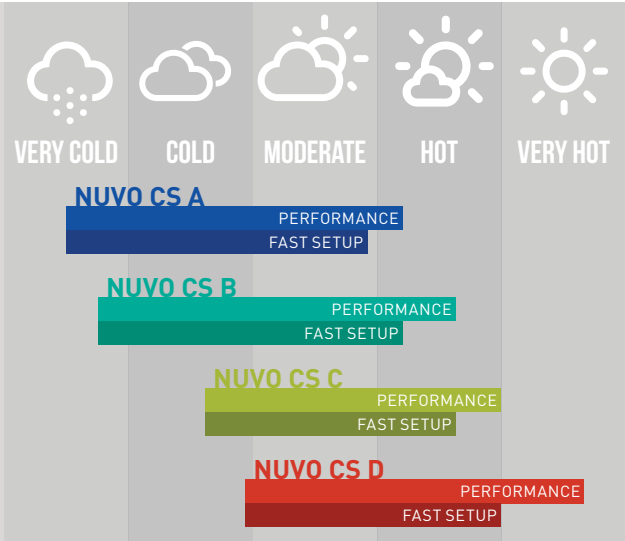 VERY COLD COLD MODERATE HOT VERY HOT
NUVO CS A
PERFORMANCE
FAST SETUP
NUVO CS B
PERFORMANCE
FAST SETUP
NUVO CS C
PERFORMANCE
FAST SETUP
NUVO CS D
PERFORMANCE
FAST SETUP